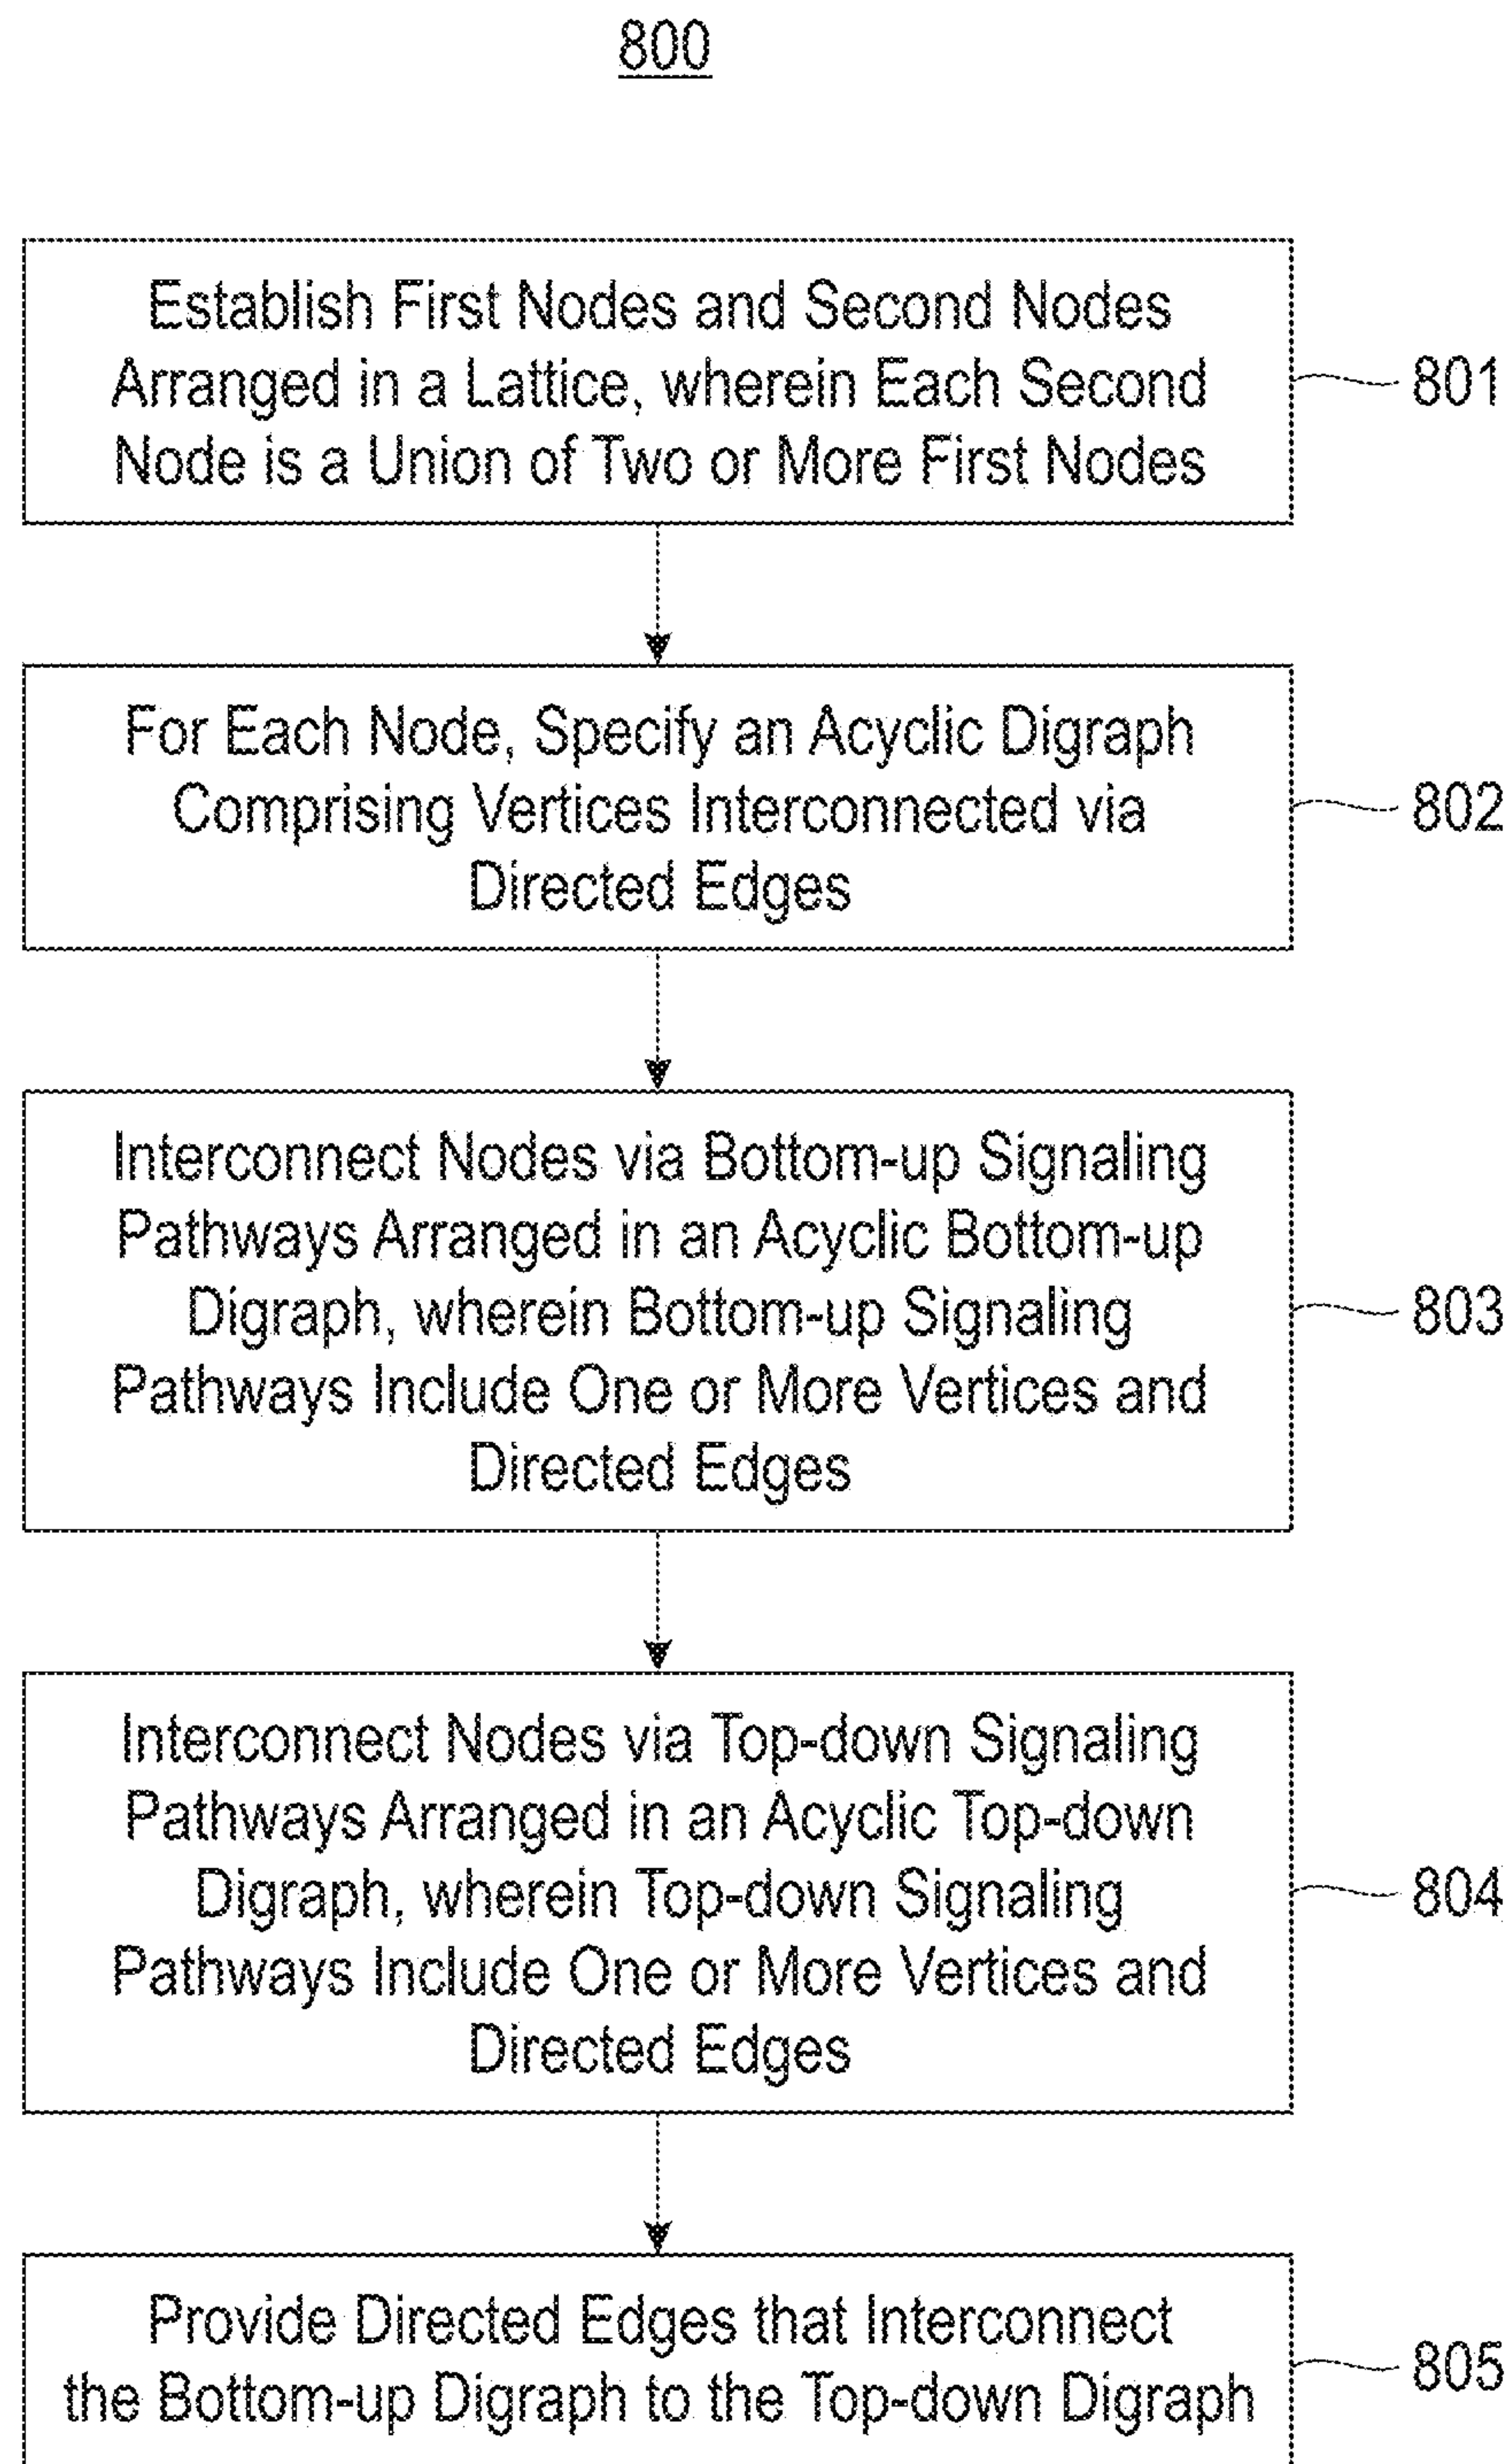 800
Establish First Nodes and Second Nodes
Arranged in a Lattice, wherein Each Second
Node is a Union of Two or More First Nodes
801
For Each Node, Specify an Acyclic Digraph
Comprising Vertices Interconnected via
Directed Edges
802
Interconnect Nodes via Bottom-up Signaling
Pathways Arranged in an Acyclic Bottom-up
Digraph, wherein Bottom-up Signaling
Pathways Include One or More Vertices and
Directed Edges
803
Interconnect Nodes via Top-down Signaling
Pathways Arranged in an Acyclic Top-down
Digraph, wherein Top-down Signaling
Pathways Include One or More Vertices and
Directed Edges
804
Provide Directed Edges that Interconnect
the Bottom-up Digraph to the Top-down Digraph
805